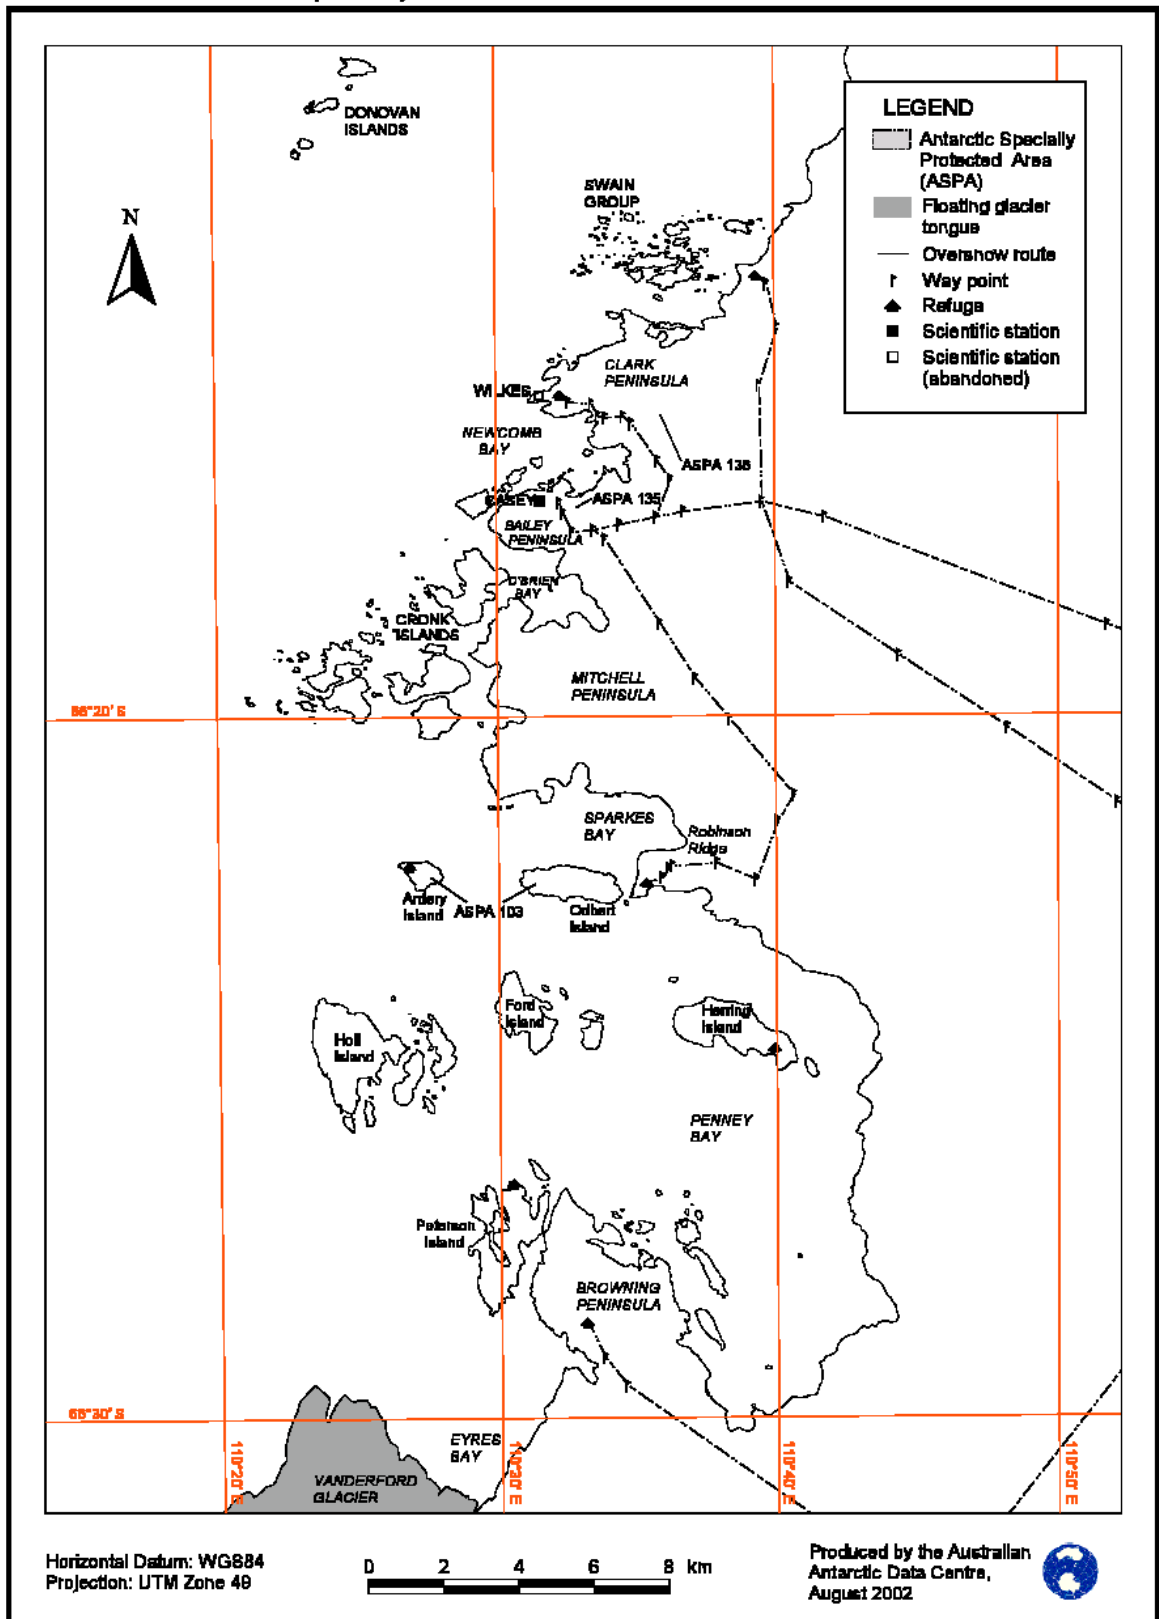 DONOVAN
ISLANDS
N
SWAIN
GROUP
LEGEND
Antarctic Specially
Protected Area
(ASPA)
Floating glacier
tongue
Oversnow route
Way point
Refuge
Scientific station
Scientific station
(abandoned)
CLARK
PENINSULA
WILKES
NEWCOMB
BAY
ASPA 136
CASEY
ASPA 135
BAILEY
PENINSULA
O'BRIEN
BAY
CRONK
ISLANDS
MITCHELL
PENINSULA
66°20' S
SPARKES
BAY
Robinson
Ridge
Ardery
Island
ASPA 103
Odbert
Island
Ford
Island
Herring
Island
Holl
Island
PENNEY
BAY
Peterson
Island
BROWNING
PENINSULA
66°30' S
EYRES
BAY
VANDERFORD
GLACIER
110°20' E
110°30' E
110°40' E
110°50' E
Horizontal Datum: WGS84
Projection: UTM Zone 49
0 2 4 6 8 km
Produced by the Australian
Antarctic Data Centre,
August 2002